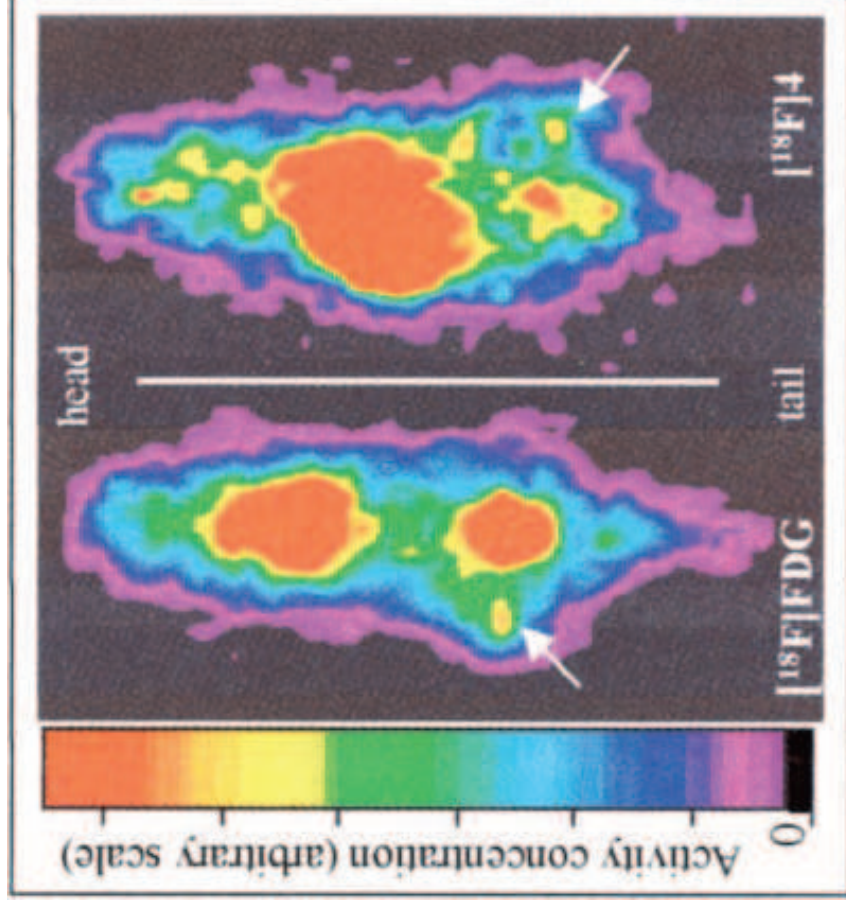 head
tail
[¹⁸F]4
[¹⁸F]FDG
0
Activity concentration (arbitrary scale)